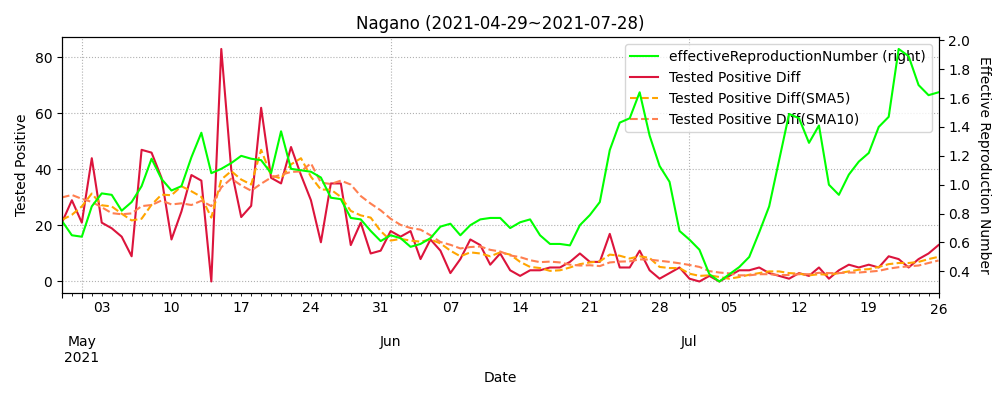 Nagano (2021-04-29~2021-07-28)
effectiveReproductionNumber (right)
Tested Positive Diff
Tested Positive Diff(SMA5)
Tested Positive Diff(SMA10)
Tested Positive
80
60
40
20
0
2.0
1.8
1.6
1.4
1.2
1.0
0.8
0.6
0.4
Effective Reproduction Number
03 10 17 24 31 07 14 21 28 05 12 19 26
May Jun Jul
2021
Date